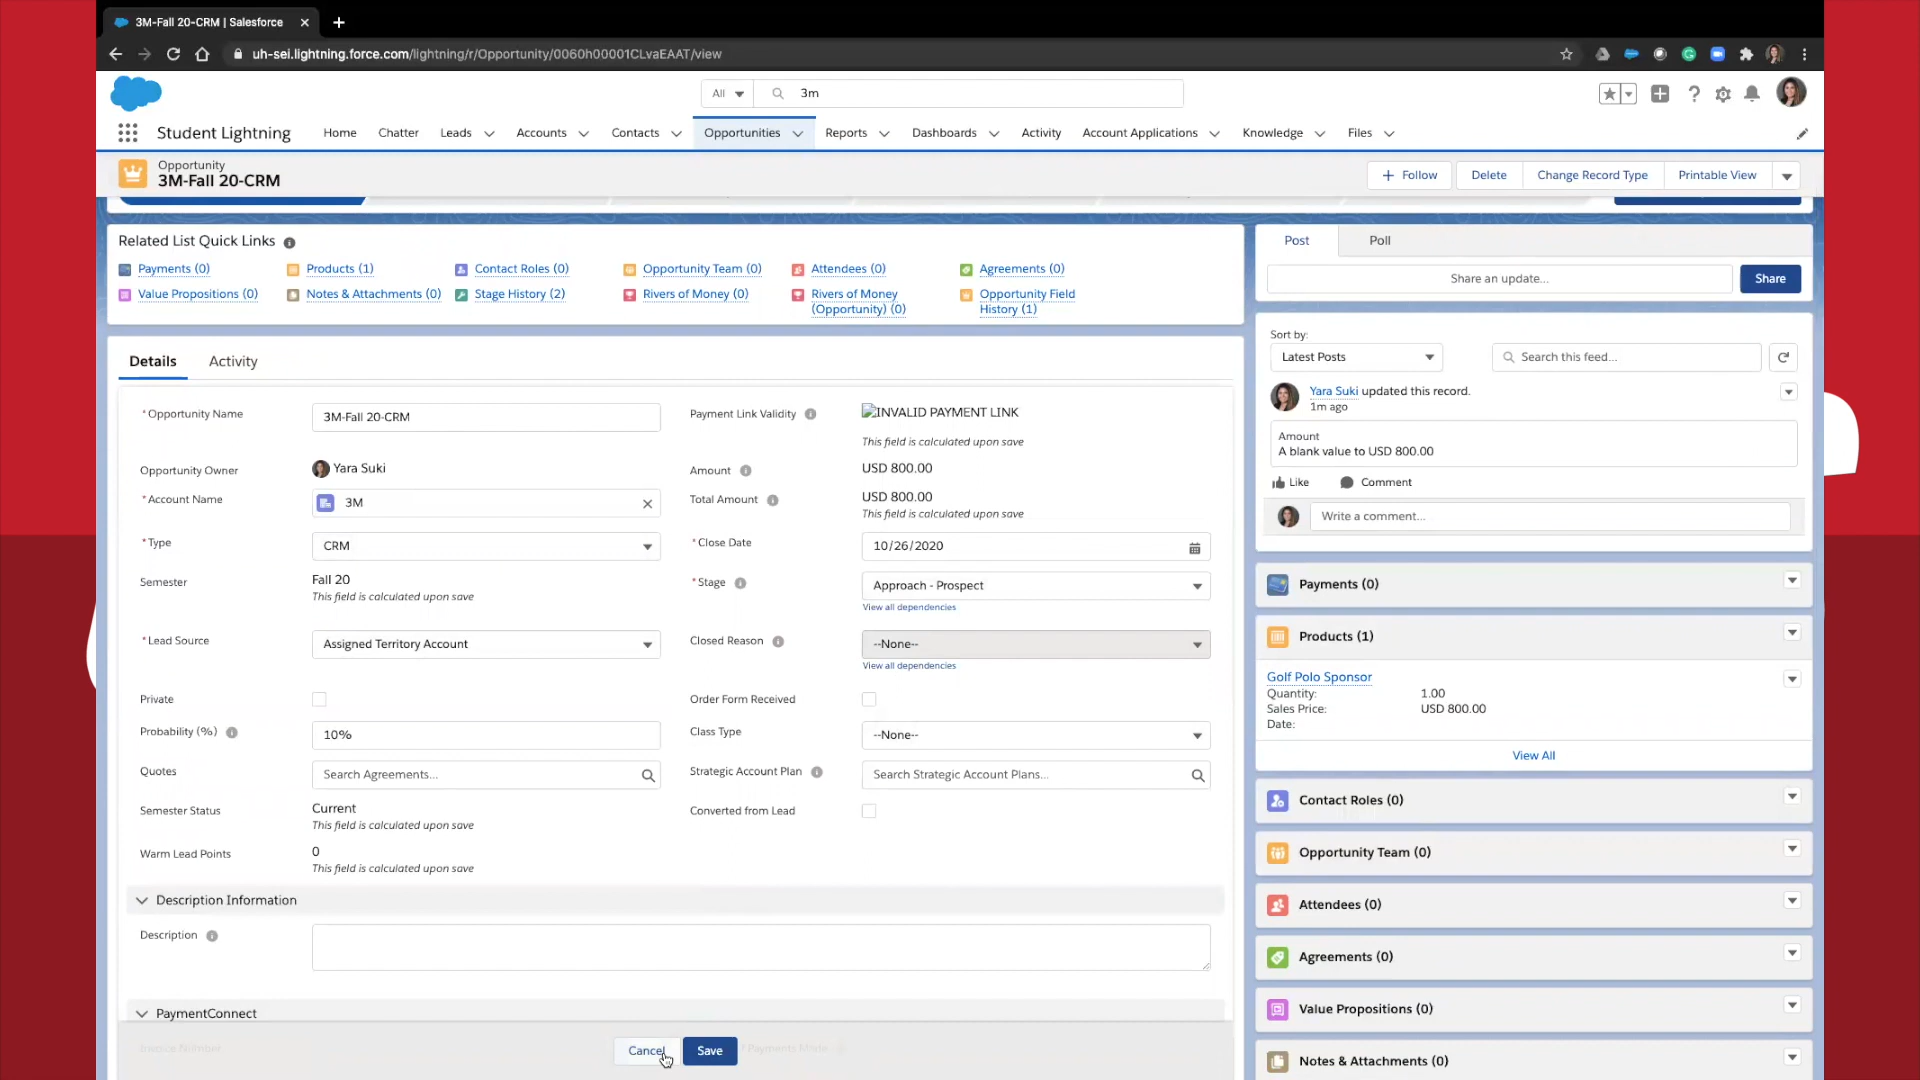 3M-Fall 20-CRM | Salesforce
uh-sei.lightning.force.com/lightning/r/Opportunity/0060h00001CLvaEAAT/view
All
3m
Student Lightning
Home
Chatter
Leads
Accounts
Contacts
Opportunities
Reports
Dashboards
Activity
Account Applications
Knowledge
Files
Opportunity
3M-Fall 20-CRM
Follow
Delete
Change Record Type
Printable View
Related List Quick Links
Payments (0)
Products (1)
Contact Roles (0)
Opportunity Team (0)
Attendees (0)
Agreements (0)
Value Propositions (0)
Notes & Attachments (0)
Stage History (2)
Rivers of Money (0)
Rivers of Money
(Opportunity) (0)
Opportunity Field
History (1)
Details
Activity
*Opportunity Name
3M-Fall 20-CRM
Payment Link Validity
INVALID PAYMENT LINK
This field is calculated upon save
Opportunity Owner
Yara Suki
Amount
USD 800.00
*Account Name
3M
Total Amount
USD 800.00
This field is calculated upon save
*Type
CRM
*Close Date
10/26/2020
Semester
Fall 20
This field is calculated upon save
*Stage
Approach - Prospect
View all dependencies
*Lead Source
Assigned Territory Account
Closed Reason
--None--
View all dependencies
Private
Order Form Received
Probability (%)
10%
Class Type
--None--
Quotes
Search Agreements...
Strategic Account Plan
Search Strategic Account Plans...
Semester Status
Current
This field is calculated upon save
Converted from Lead
Warm Lead Points
0
This field is calculated upon save
Description Information
Description
PaymentConnect
Invoice Number
Cancel
Save
Post
Poll
Share an update...
Share
Sort by:
Latest Posts
Search this feed...
Yara Suki updated this record.
1m ago
Amount
A blank value to USD 800.00
Like
Comment
Write a comment...
Payments (0)
Products (1)
Golf Polo Sponsor
Quantity:
1.00
Sales Price:
USD 800.00
Date:
View All
Contact Roles (0)
Opportunity Team (0)
Attendees (0)
Agreements (0)
Value Propositions (0)
Notes & Attachments (0)